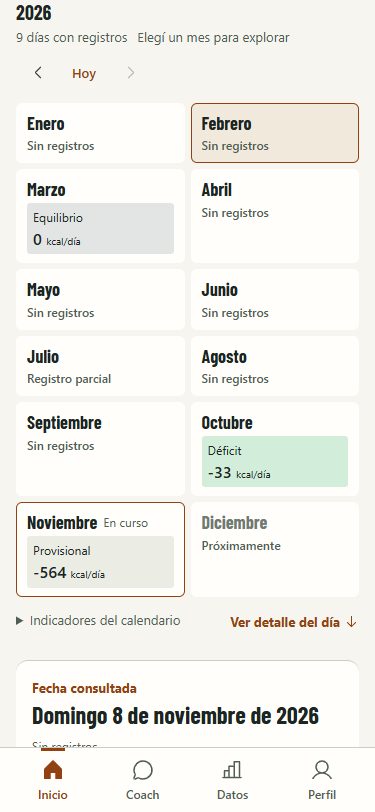 2026
9 días con registros Elegí un mes para explorar
Hoy
Enero
Sin registros
Febrero
Sin registros
Marzo
Equilibrio
0 kcal/día
Abril
Sin registros
Mayo
Sin registros
Junio
Sin registros
Julio
Registro parcial
Agosto
Sin registros
Septiembre
Sin registros
Octubre
Déficit
-33 kcal/día
Noviembre En curso
Provisional
-564 kcal/día
Diciembre
Próximamente
Indicadores del calendario
Ver detalle del día ↓
Fecha consultada
Domingo 8 de noviembre de 2026
Sin registros
Inicio
Coach
Datos
Perfil